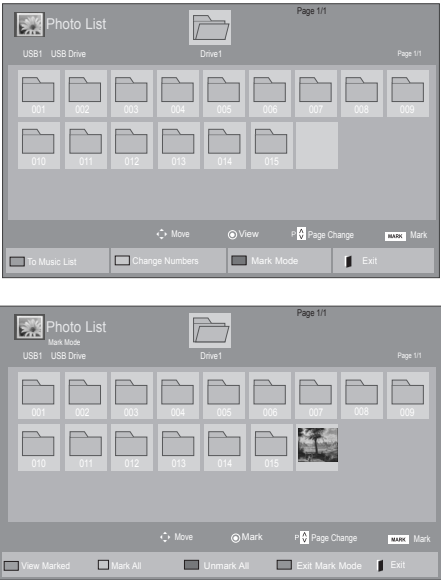 Page 1/1
Photo List
USB1 USB Drive Drive1 Page 1/1
001 002 003 004 005 006 007 008 009
010 011 012 013 014 015
Move View P Page Change MARK Mark
To Music List Change Numbers Mark Mode Exit
Page 1/1
Photo List
Mark Mode
USB1 USB Drive Drive1 Page 1/1
001 002 003 004 005 006 007 008 009
010 011 012 013 014 015
Move Mark P Page Change MARK Mark
View Marked Mark All Unmark All Exit Mark Mode Exit